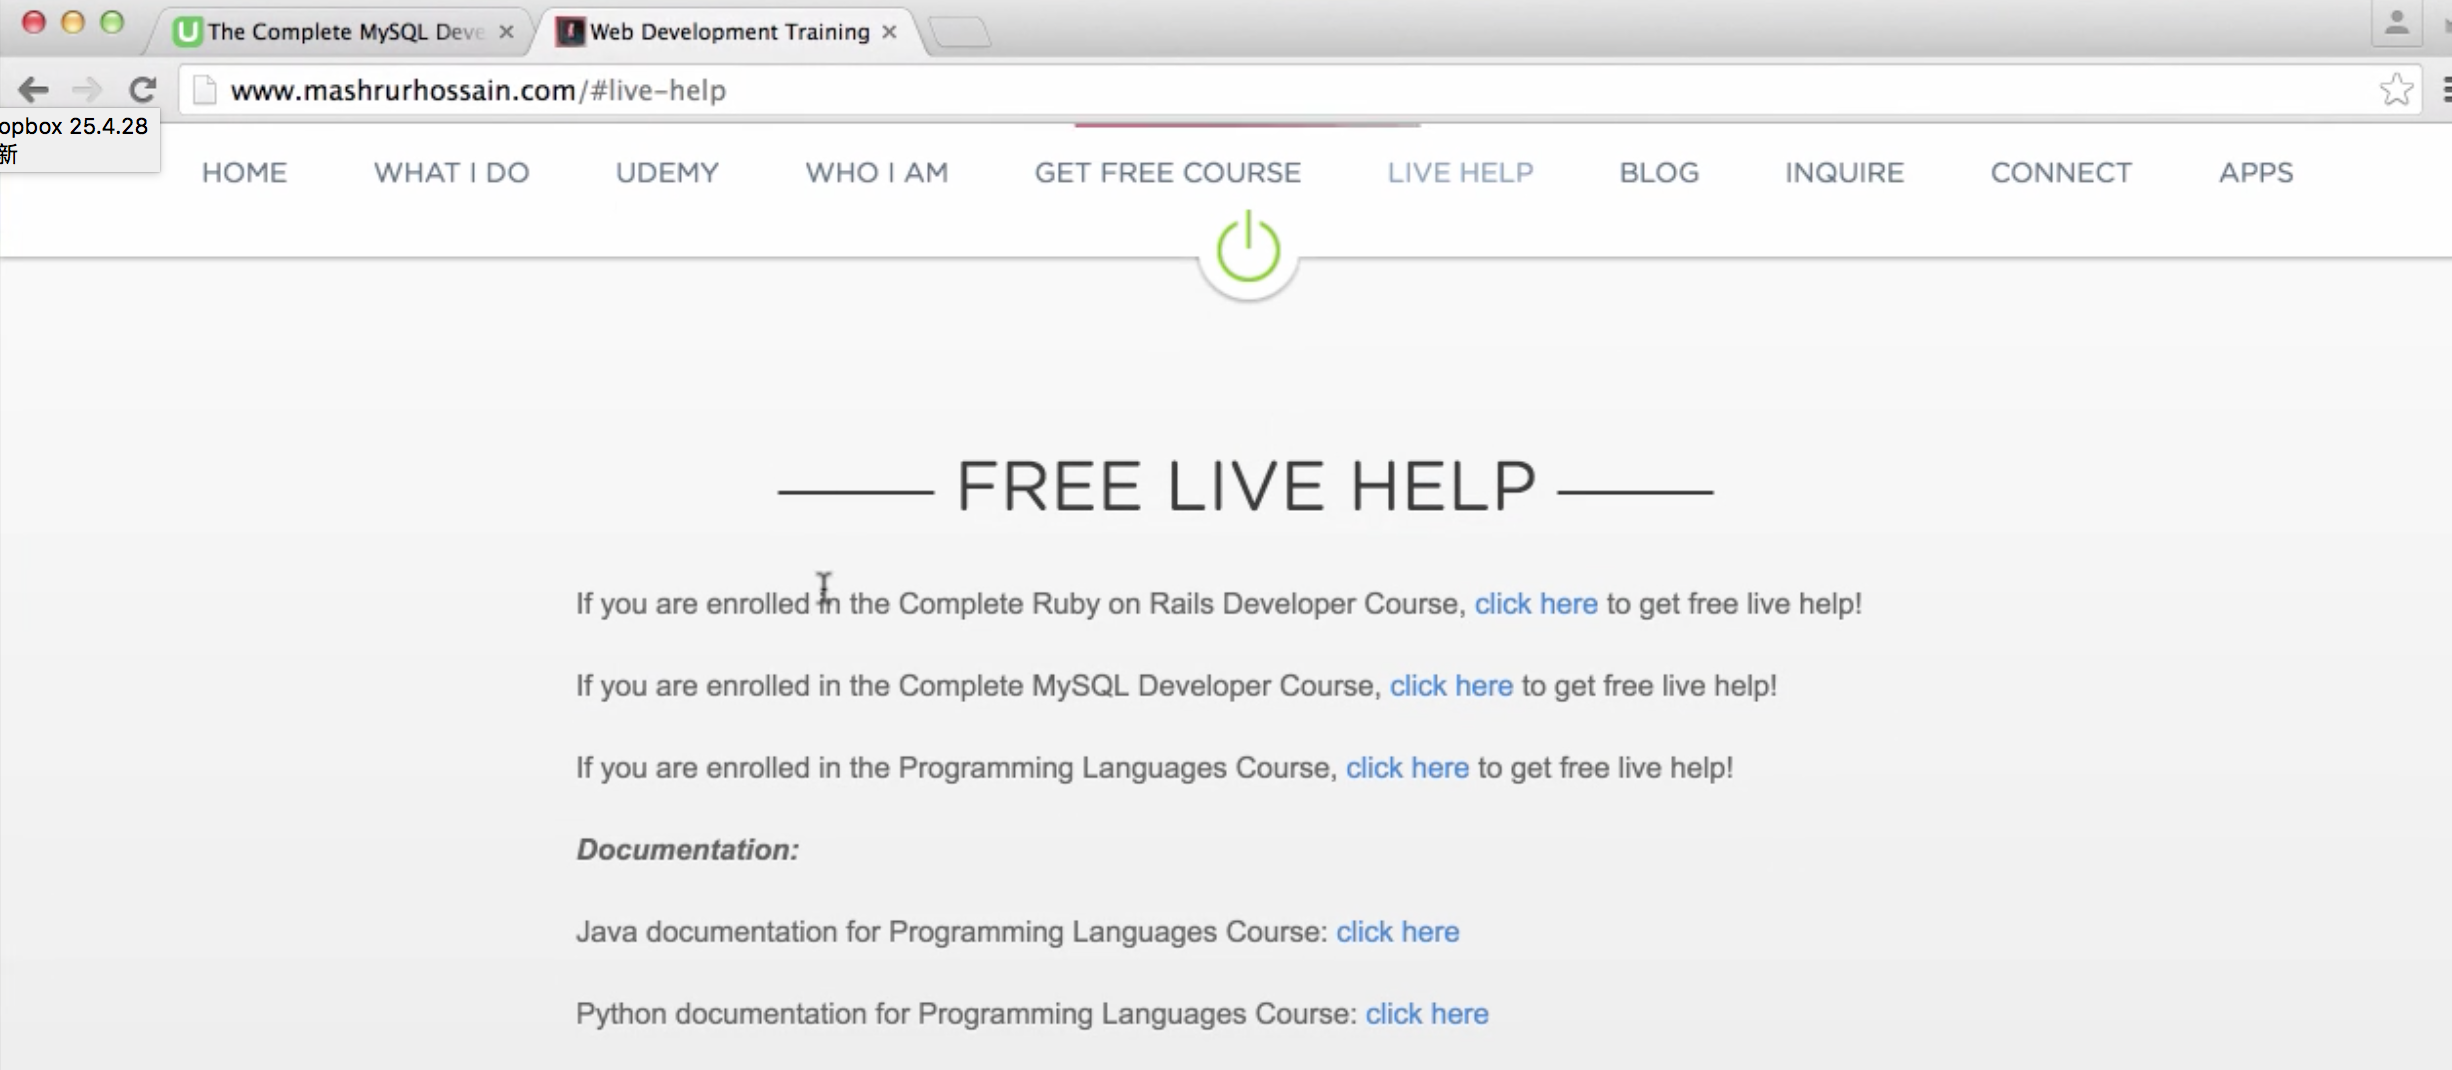 The Complete MySQL Deve
Web Development Training
www.mashrurhossain.com/#live-help
opbox 25.4.28
新
HOME WHAT I DO UDEMY WHO I AM GET FREE COURSE LIVE HELP BLOG INQUIRE CONNECT APPS
FREE LIVE HELP
If you are enrolled in the Complete Ruby on Rails Developer Course, click here to get free live help!
If you are enrolled in the Complete MySQL Developer Course, click here to get free live help!
If you are enrolled in the Programming Languages Course, click here to get free live help!
Documentation:
Java documentation for Programming Languages Course: click here
Python documentation for Programming Languages Course: click here